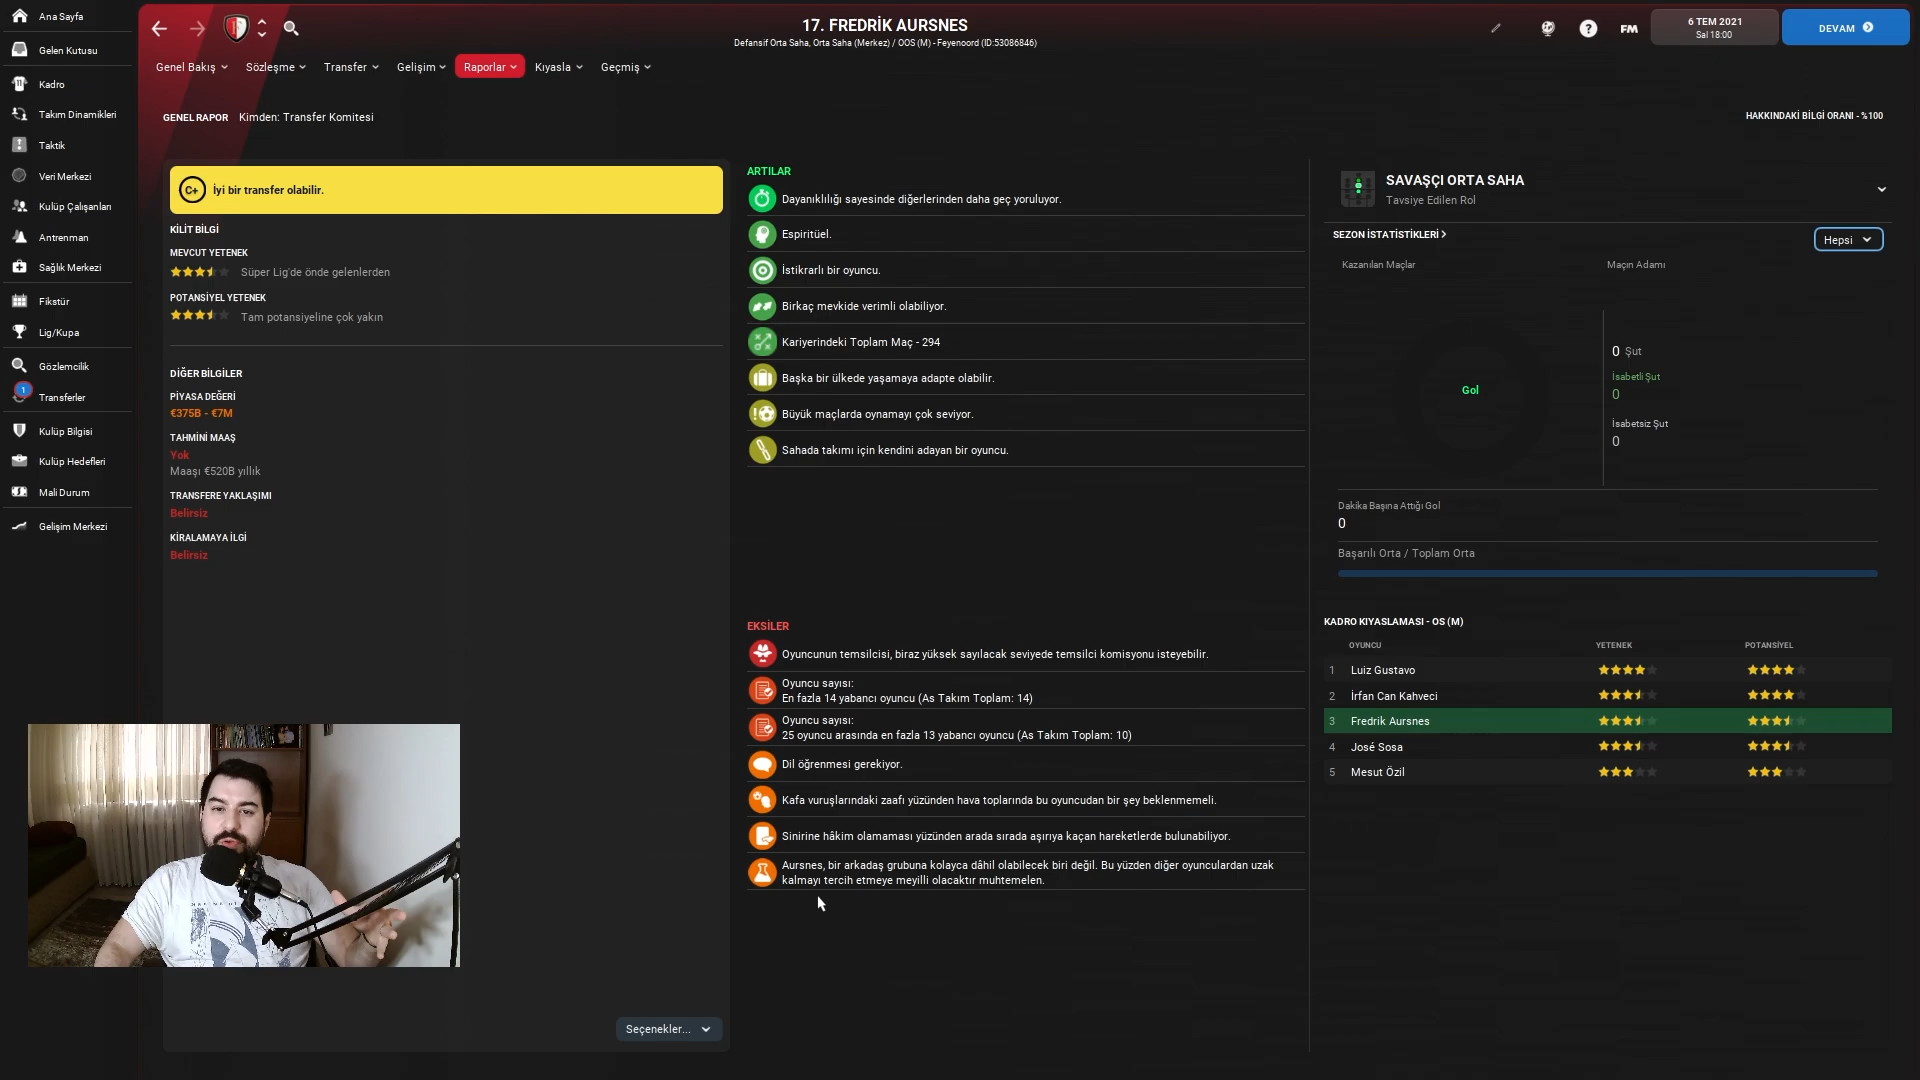 Ana Sayfa
Gelen Kutusu
Kadro
Takım Dinamikleri
Taktik
Veri Merkezi
Kulüp Çalışanları
Antrenman
Sağlık Merkezi
Fikstür
Lig/Kupa
Gözlemcilik
1
Transferler
Kulüp Bilgisi
Kulüp Hedefleri
Mali Durum
Gelişim Merkezi
17. FREDRİK AURSNES
Defansif Orta Saha, Orta Saha (Merkez) / OOS (M) - Feyenoord (ID:53086846)
FM
6 TEM 2021
Sal 18:00
DEVAM
Genel Bakış
Sözleşme
Transfer
Gelişim
Raporlar
Kıyasla
Geçmiş
GENEL RAPOR Kimden: Transfer Komitesi
HAKKINDAKİ BİLGİ ORANI - %100
C+ İyi bir transfer olabilir.
KİLİT BİLGİ
MEVCUT YETENEK
Süper Lig'de önde gelenlerden
POTANSİYEL YETENEK
Tam potansiyeline çok yakın
DİĞER BİLGİLER
PİYASA DEĞERİ
€375B - €7M
TAHMİNİ MAAŞ
Yok
Maaşı €520B yıllık
TRANSFERE YAKLAŞIMI
Belirsiz
KİRALAMAYA İLGİ
Belirsiz
Seçenekler...
ARTILAR
Dayanıklılığı sayesinde diğerlerinden daha geç yoruluyor.
Espiritüel.
İstikrarlı bir oyuncu.
Birkaç mevkide verimli olabiliyor.
Kariyerindeki Toplam Maç - 294
Başka bir ülkede yaşamaya adapte olabilir.
Büyük maçlarda oynamayı çok seviyor.
Sahada takımı için kendini adayan bir oyuncu.
EKSİLER
Oyuncunun temsilcisi, biraz yüksek sayılacak seviyede temsilci komisyonu isteyebilir.
Oyuncu sayısı:
En fazla 14 yabancı oyuncu (As Takım Toplam: 14)
Oyuncu sayısı:
25 oyuncu arasında en fazla 13 yabancı oyuncu (As Takım Toplam: 10)
Dil öğrenmesi gerekiyor.
Kafa vuruşlarındaki zaafı yüzünden hava toplarında bu oyuncudan bir şey beklenmemeli.
Sinirine hâkim olamaması yüzünden arada sırada aşırıya kaçan hareketlerde bulunabiliyor.
Aursnes, bir arkadaş grubuna kolayca dâhil olabilecek biri değil. Bu yüzden diğer oyunculardan uzak
kalmayı tercih etmeye meyilli olacaktır muhtemelen.
SAVAŞÇI ORTA SAHA
Tavsiye Edilen Rol
SEZON İSTATİSTİKLERİ
Hepsi
Kazanılan Maçlar
Maçın Adamı
Gol
0 Şut
İsabetli Şut
0
İsabetsiz Şut
0
Dakika Başına Attığı Gol
0
Başarılı Orta / Toplam Orta
KADRO KIYASLAMASI - OS (M)
OYUNCU YETENEK POTANSİYEL
1 Luiz Gustavo
2 İrfan Can Kahveci
3 Fredrik Aursnes
4 José Sosa
5 Mesut Özil